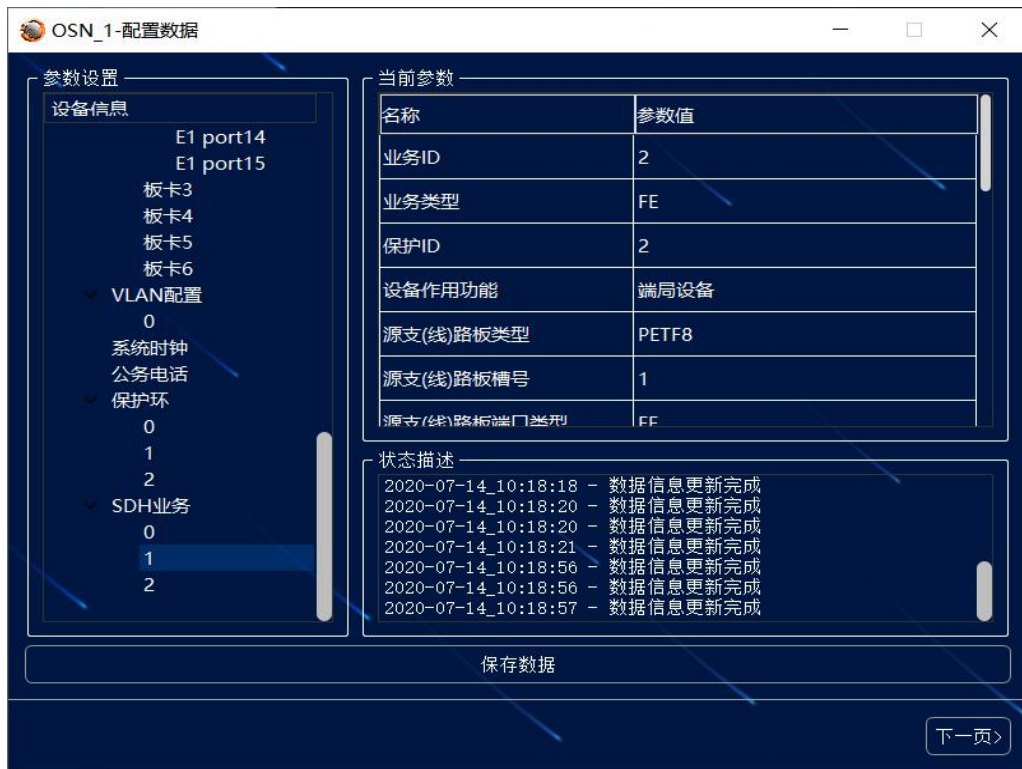 OSN_1-配置数据
参数设置
设备信息
E1 port14
E1 port15
板卡3
板卡4
板卡5
板卡6
VLAN配置
0
系统时钟
公务电话
保护环
0
1
2
SDH业务
0
1
2
当前参数
名称 参数值
业务ID 2
业务类型 FE
保护ID 2
设备作用功能 端局设备
源支(线)路板类型 PETF8
源支(线)路板槽号 1
源支(线)路板端口类型 FE
状态描述
2020-07-14_10:18:18 - 数据信息更新完成
2020-07-14_10:18:20 - 数据信息更新完成
2020-07-14_10:18:20 - 数据信息更新完成
2020-07-14_10:18:21 - 数据信息更新完成
2020-07-14_10:18:56 - 数据信息更新完成
2020-07-14_10:18:56 - 数据信息更新完成
2020-07-14_10:18:57 - 数据信息更新完成
保存数据
下一页>